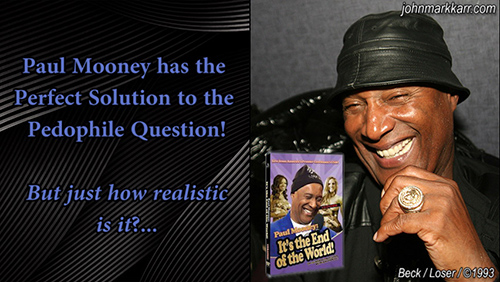 johnmarkkarr.com
Paul Mooney has the
Perfect Solution to the
Pedophile Question!
But just how realistic
is it?...
Paul Mooney!
It's the End
of the World!
Beck / Loser / ©1993